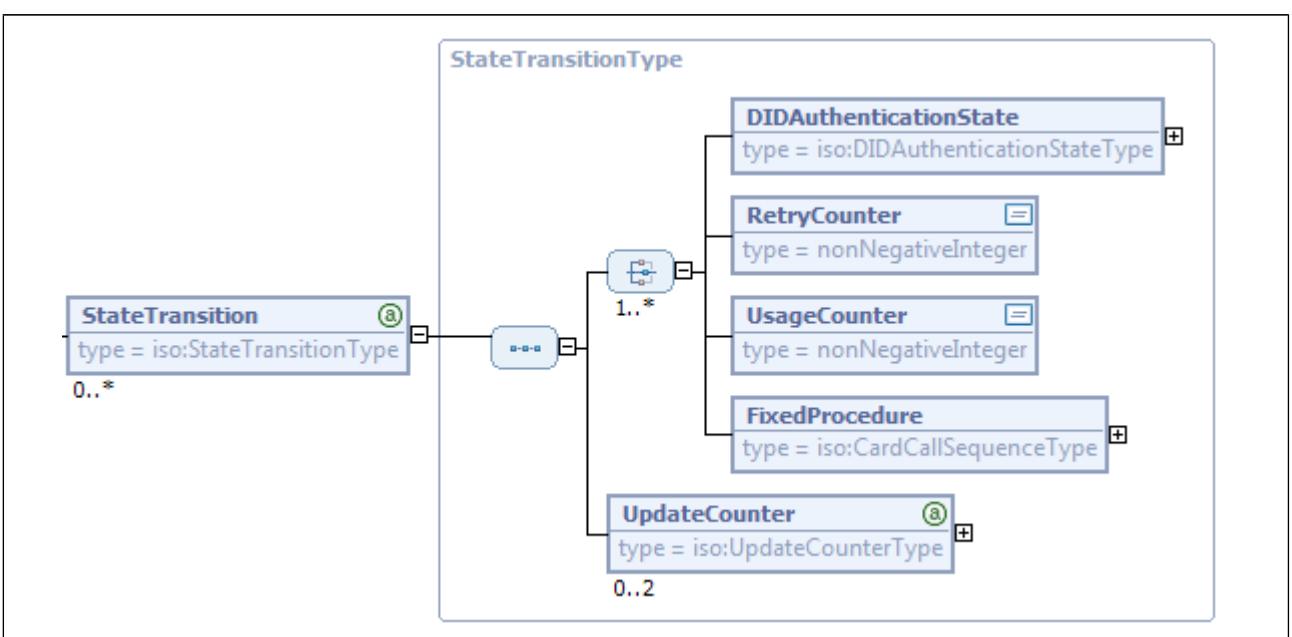 StateTransitionType
DIDAuthenticationState
type = iso:DIDAuthenticationStateType
RetryCounter
type = nonNegativeInteger
1..*
StateTransition
type = iso:StateTransitionType
0..*
UsageCounter
type = nonNegativeInteger
FixedProcedure
type = iso:CardCallSequenceType
UpdateCounter
type = iso:UpdateCounterType
0..2